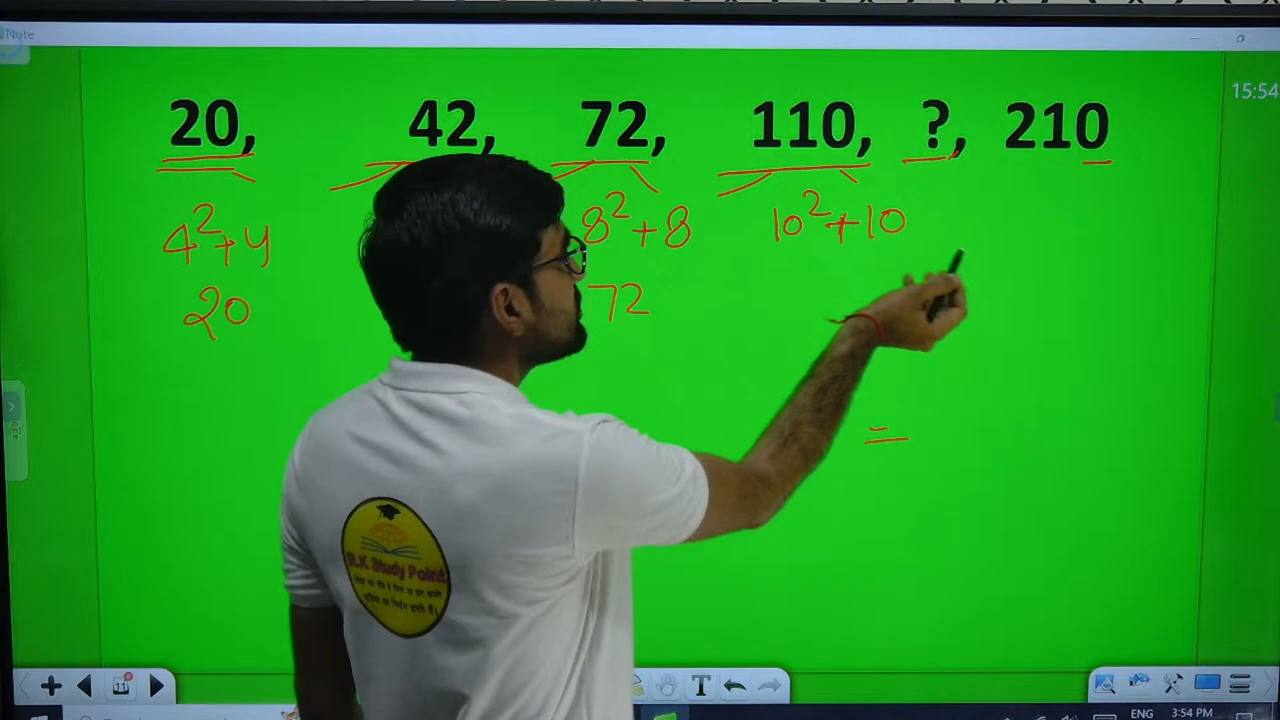 Note
15:54
20, 42, 72, 110, ?, 210
4²+4 8²+8 10²+10
20 72
=
R.K Study Point
T
ENG 3:54 PM